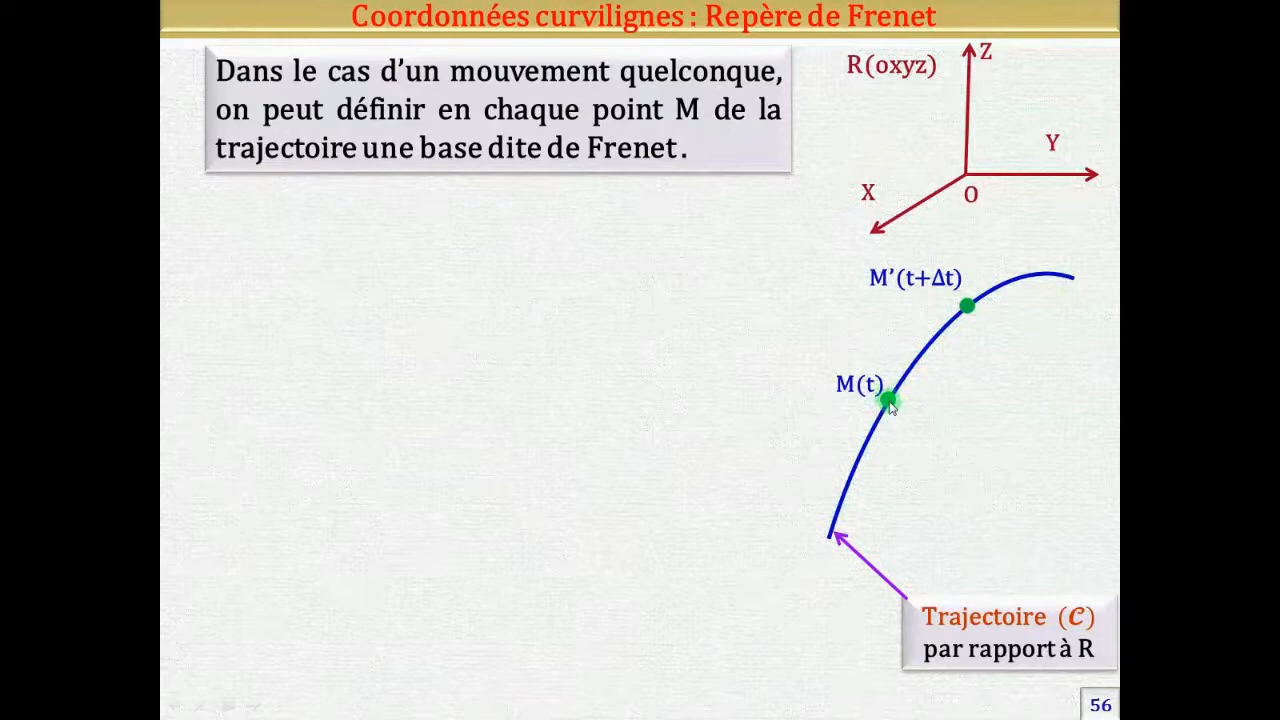 Coordonnées curvilignes : Repère de Frenet
Dans le cas d’un mouvement quelconque,
on peut définir en chaque point M de la
trajectoire une base dite de Frenet .
R(oxyz)
Z
Y
X
O
M’(t+Δt)
M(t)
Trajectoire (𝒞)
par rapport à R
56